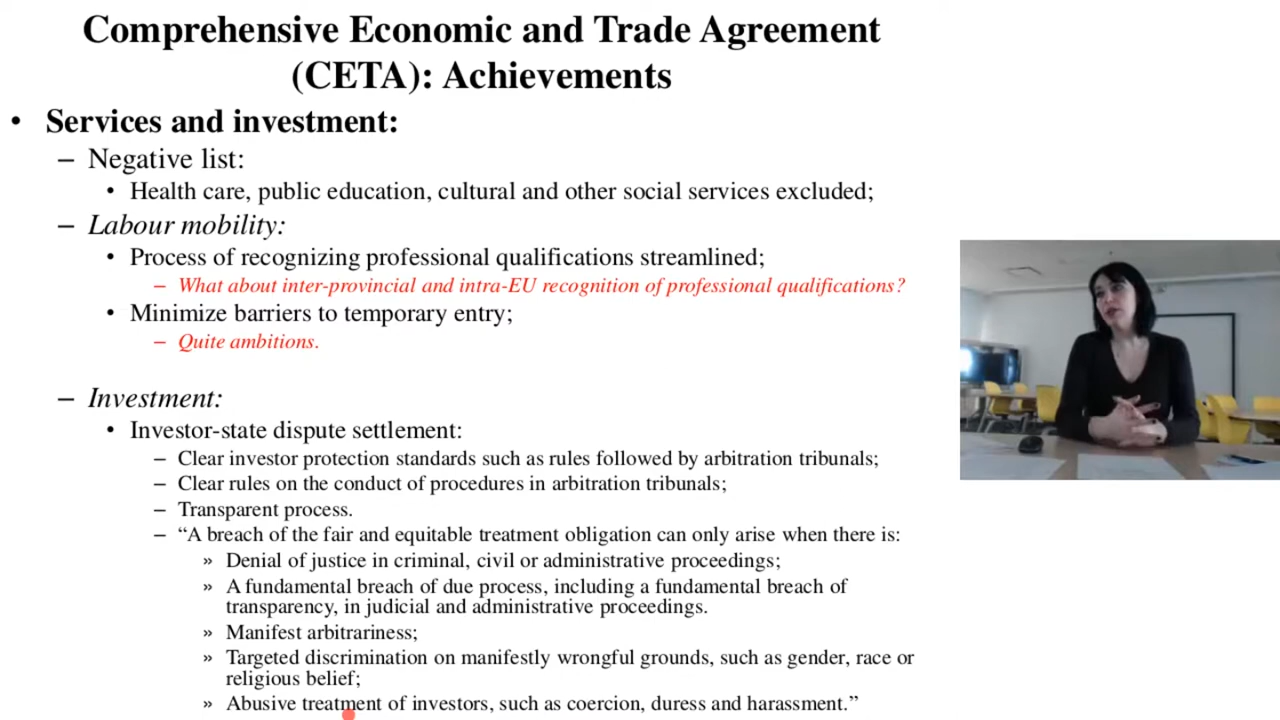 Comprehensive Economic and Trade Agreement
(CETA): Achievements
• Services and investment:
– Negative list:
• Health care, public education, cultural and other social services excluded;
– Labour mobility:
• Process of recognizing professional qualifications streamlined;
– What about inter-provincial and intra-EU recognition of professional qualifications?
• Minimize barriers to temporary entry;
– Quite ambitions.
– Investment:
• Investor-state dispute settlement:
– Clear investor protection standards such as rules followed by arbitration tribunals;
– Clear rules on the conduct of procedures in arbitration tribunals;
– Transparent process.
– “A breach of the fair and equitable treatment obligation can only arise when there is:
» Denial of justice in criminal, civil or administrative proceedings;
» A fundamental breach of due process, including a fundamental breach of
transparency, in judicial and administrative proceedings.
» Manifest arbitrariness;
» Targeted discrimination on manifestly wrongful grounds, such as gender, race or
religious belief;
» Abusive treatment of investors, such as coercion, duress and harassment.”